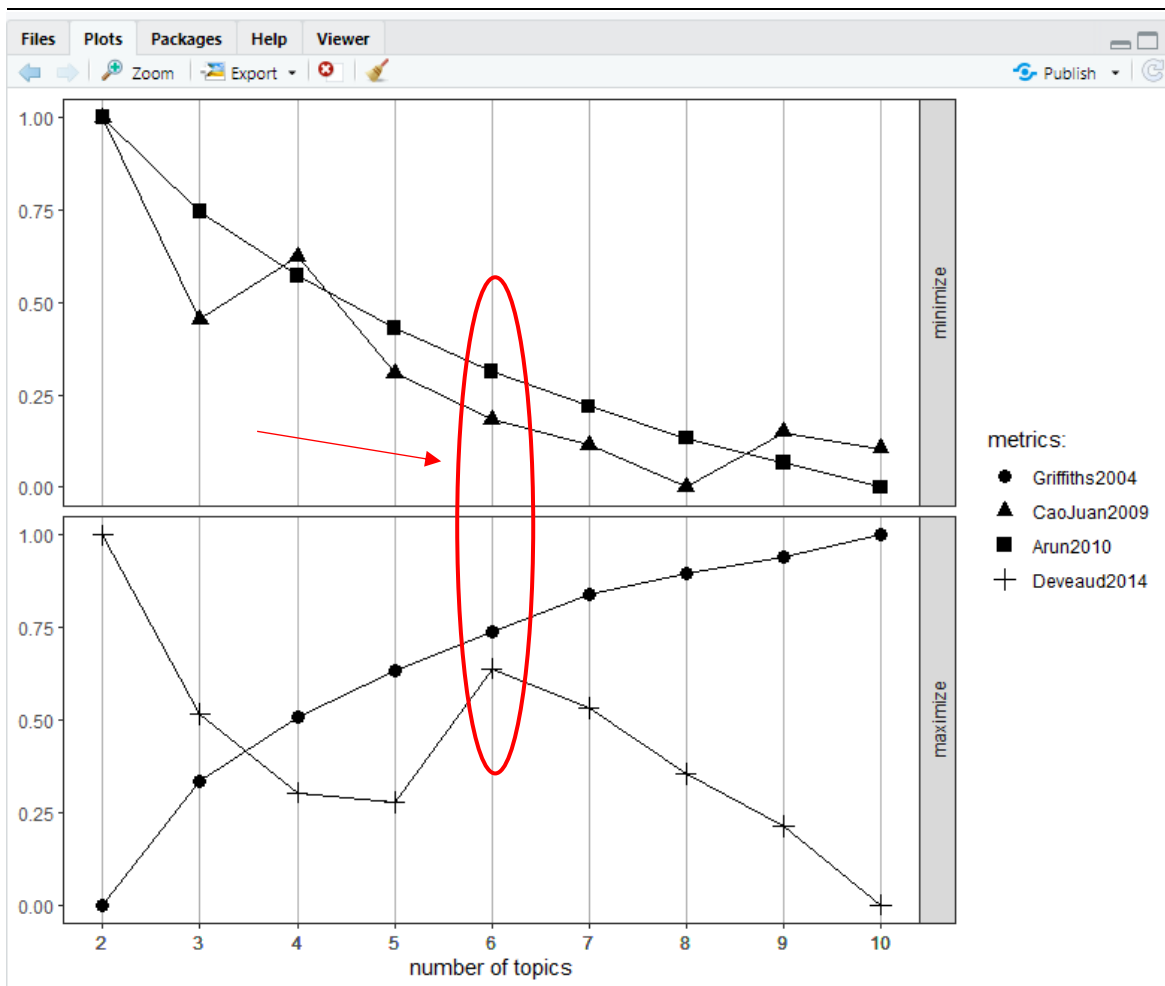 Files Plots Packages Help Viewer
Zoom Export Publish
1.00
0.75
0.50
0.25
0.00
minimize
1.00
0.75
0.50
0.25
0.00
maximize
2 3 4 5 6 7 8 9 10
number of topics
metrics:
Griffiths2004
CaoJuan2009
Arun2010
Deveaud2014